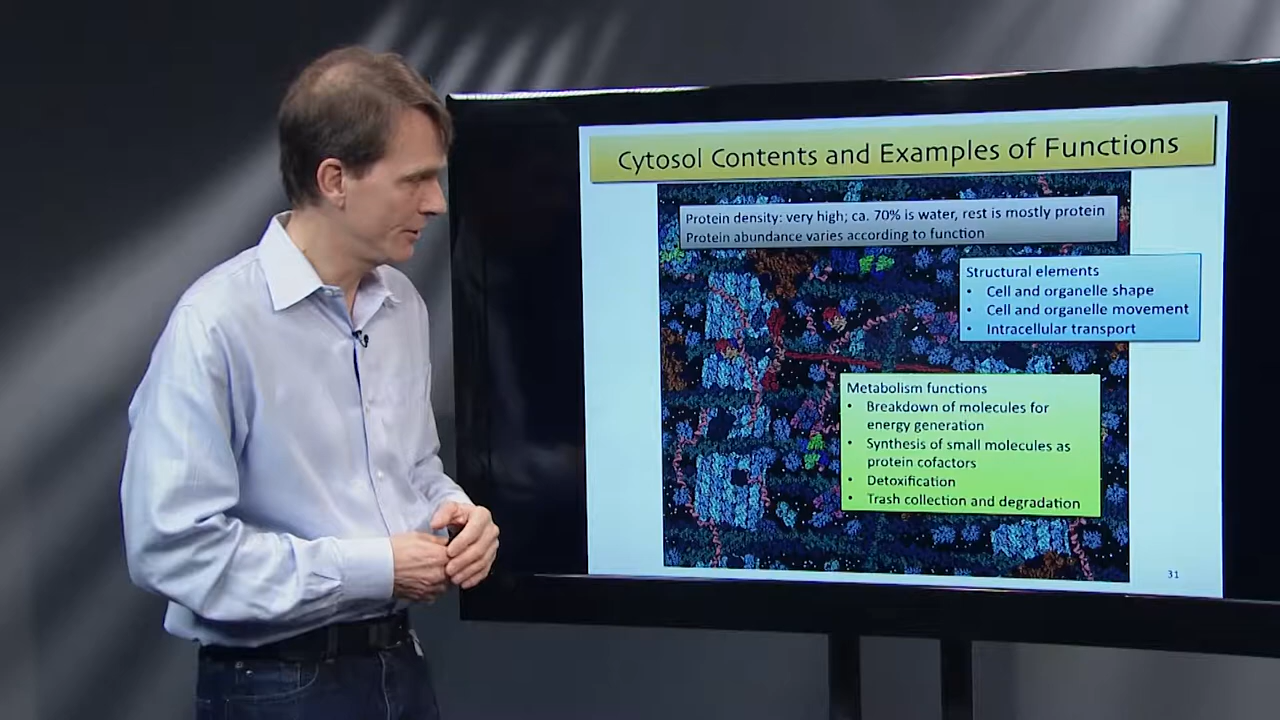 Cytosol Contents and Examples of Functions
Protein density: very high; ca. 70% is water, rest is mostly protein
Protein abundance varies according to function
Structural elements
• Cell and organelle shape
• Cell and organelle movement
• Intracellular transport
Metabolism functions
• Breakdown of molecules for
energy generation
• Synthesis of small molecules as
protein cofactors
• Detoxification
• Trash collection and degradation
31